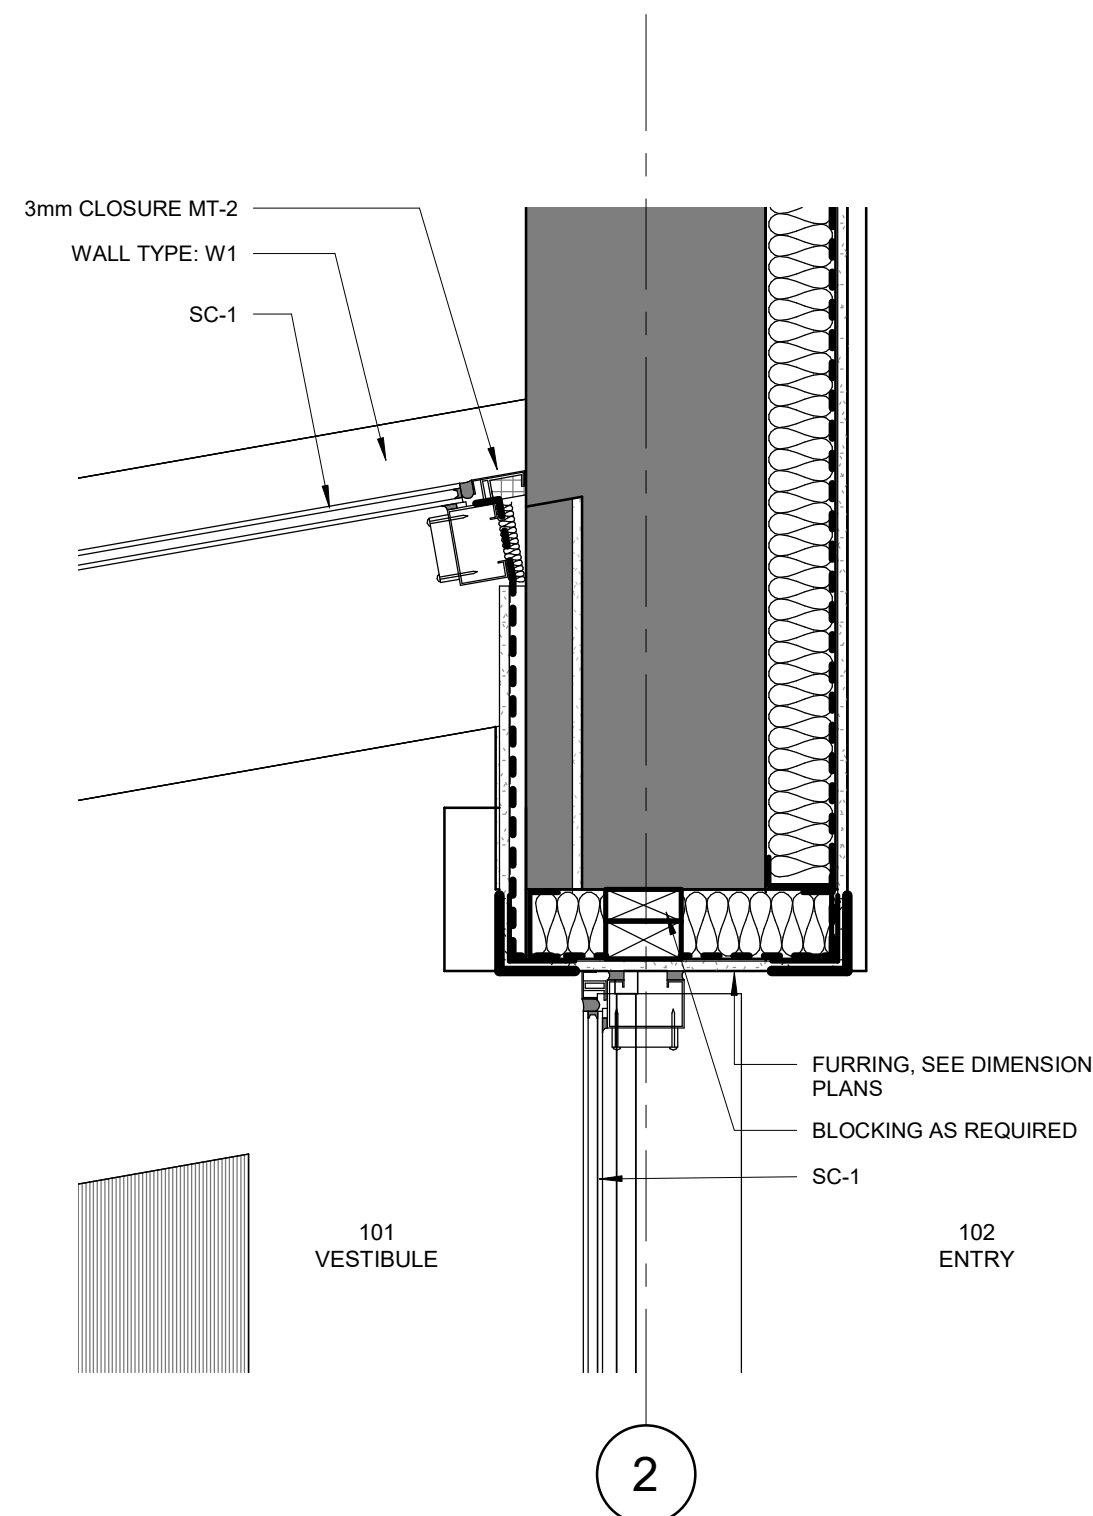 3mm CLOSURE MT-2
WALL TYPE: W1
SC-1
FURRING, SEE DIMENSION
PLANS
BLOCKING AS REQUIRED
SC-1
101
VESTIBULE
102
ENTRY
2